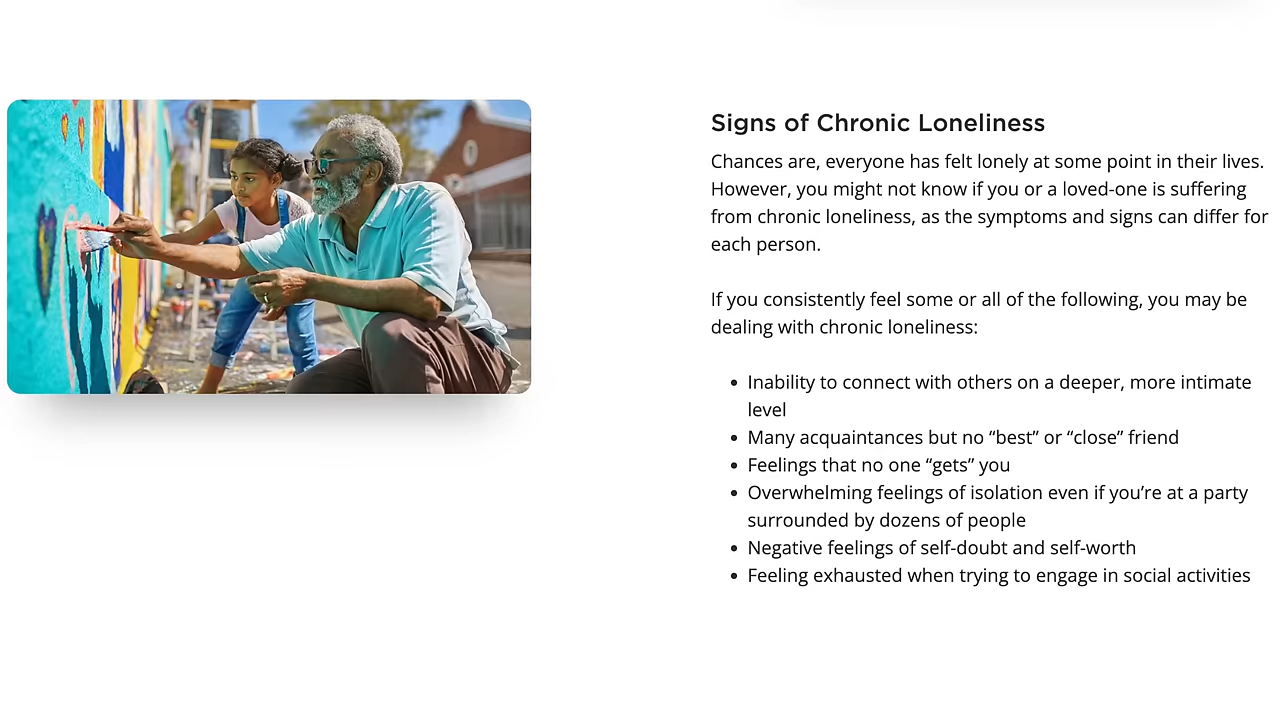 Signs of Chronic Loneliness
Chances are, everyone has felt lonely at some point in their lives.
However, you might not know if you or a loved-one is suffering
from chronic loneliness, as the symptoms and signs can differ for
each person.
If you consistently feel some or all of the following, you may be
dealing with chronic loneliness:
• Inability to connect with others on a deeper, more intimate
level
• Many acquaintances but no “best” or “close” friend
• Feelings that no one “gets” you
• Overwhelming feelings of isolation even if you’re at a party
surrounded by dozens of people
• Negative feelings of self-doubt and self-worth
• Feeling exhausted when trying to engage in social activities